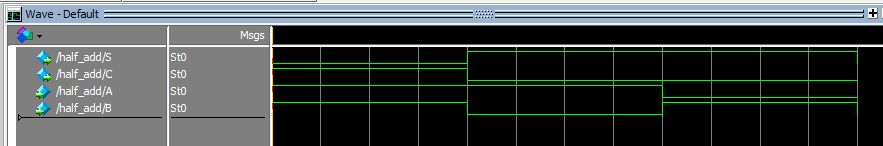 Wave - Default
Msgs
/half_add/S St0
/half_add/C St0
/half_add/A St0
/half_add/B St0